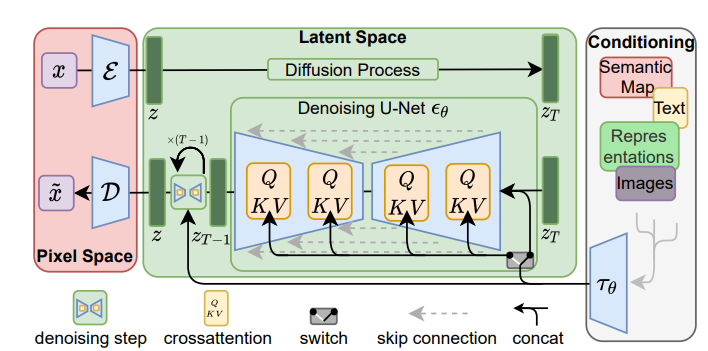 Latent Space
Conditioning
x
ℰ
Diffusion Process
Semantic
Map
Text
z
z_T
Denoising U-Net ϵ_θ
×(T−1)
Repres
entations
Images
Q
KV
Q
KV
Q
KV
Q
KV
x̃
𝒟
z
z_{T−1}
z_T
Pixel Space
τ_θ
Q
KV
denoising step
crossattention
switch
skip connection
concat